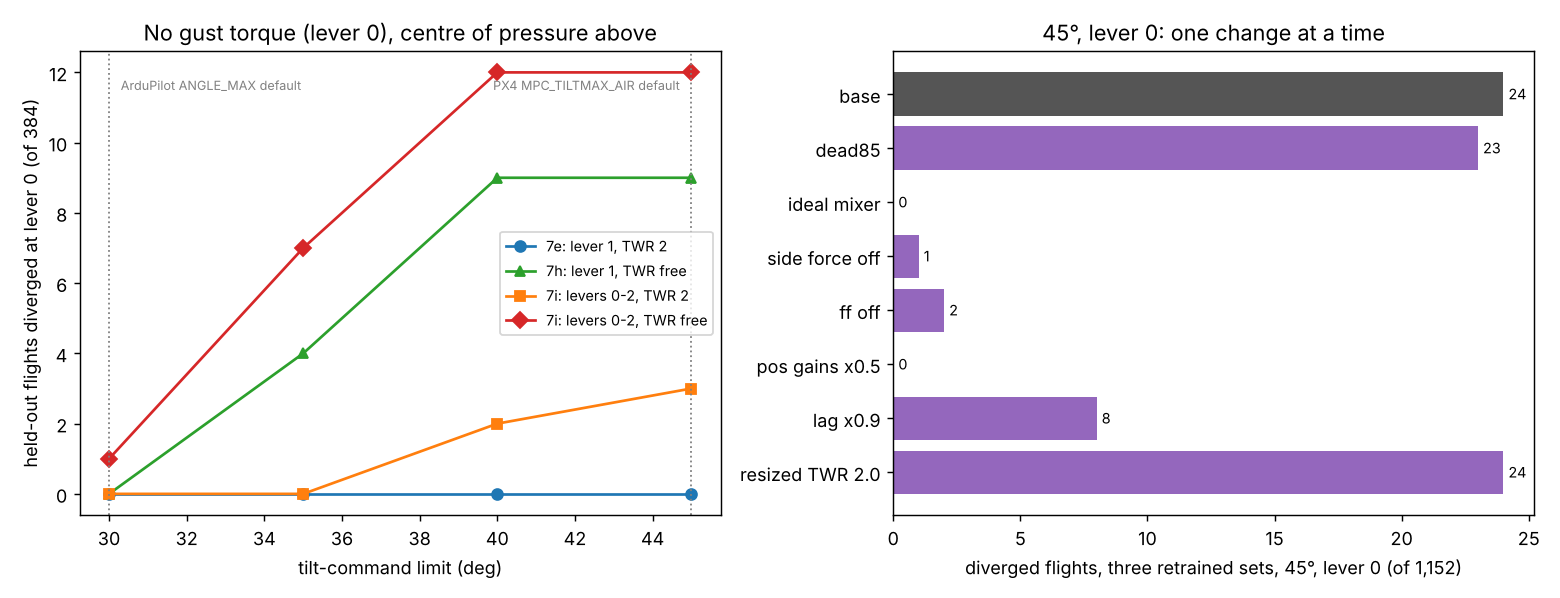 No gust torque (lever 0), centre of pressure above
held-out flights diverged at lever 0 (of 384)
12
10
8
6
4
2
0
ArduPilot ANGLE_MAX default
PX4 MPC_TILTMAX_AIR default
7e: lever 1, TWR 2
7h: lever 1, TWR free
7i: levers 0-2, TWR 2
7i: levers 0-2, TWR free
30
32
34
36
38
40
42
44
tilt-command limit (deg)
45°, lever 0: one change at a time
base
24
dead85
23
ideal mixer
0
side force off
1
ff off
2
pos gains x0.5
0
lag x0.9
8
resized TWR 2.0
24
0
5
10
15
20
25
diverged flights, three retrained sets, 45°, lever 0 (of 1,152)